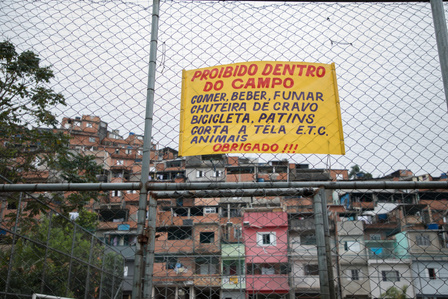 PROIBIDO DENTRO
DO CAMPO
COMER, BEBER, FUMAR
CHUTEIRA DE CRAVO
BICICLETA, PATINS
CORTA A TELA E.T.C.
ANIMAIS
OBRIGADO !!!